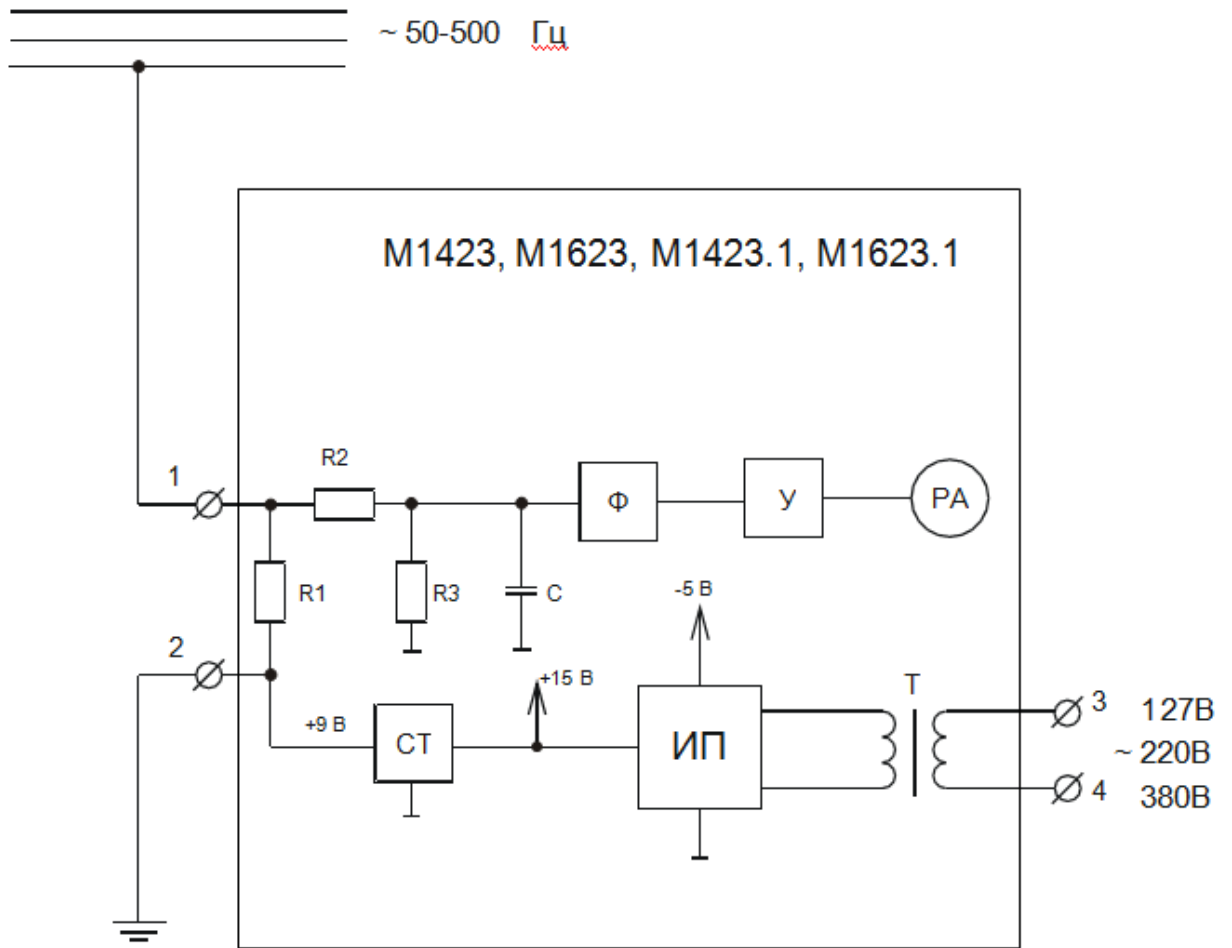 ~ 50-500 Гц
М1423, М1623, М1423.1, М1623.1
1
R2
Ф
У
РА
R1
R3
С
-5 В
2
+15 В
Т
3
127В
+9 В
СТ
ИП
~ 220В
4
380В